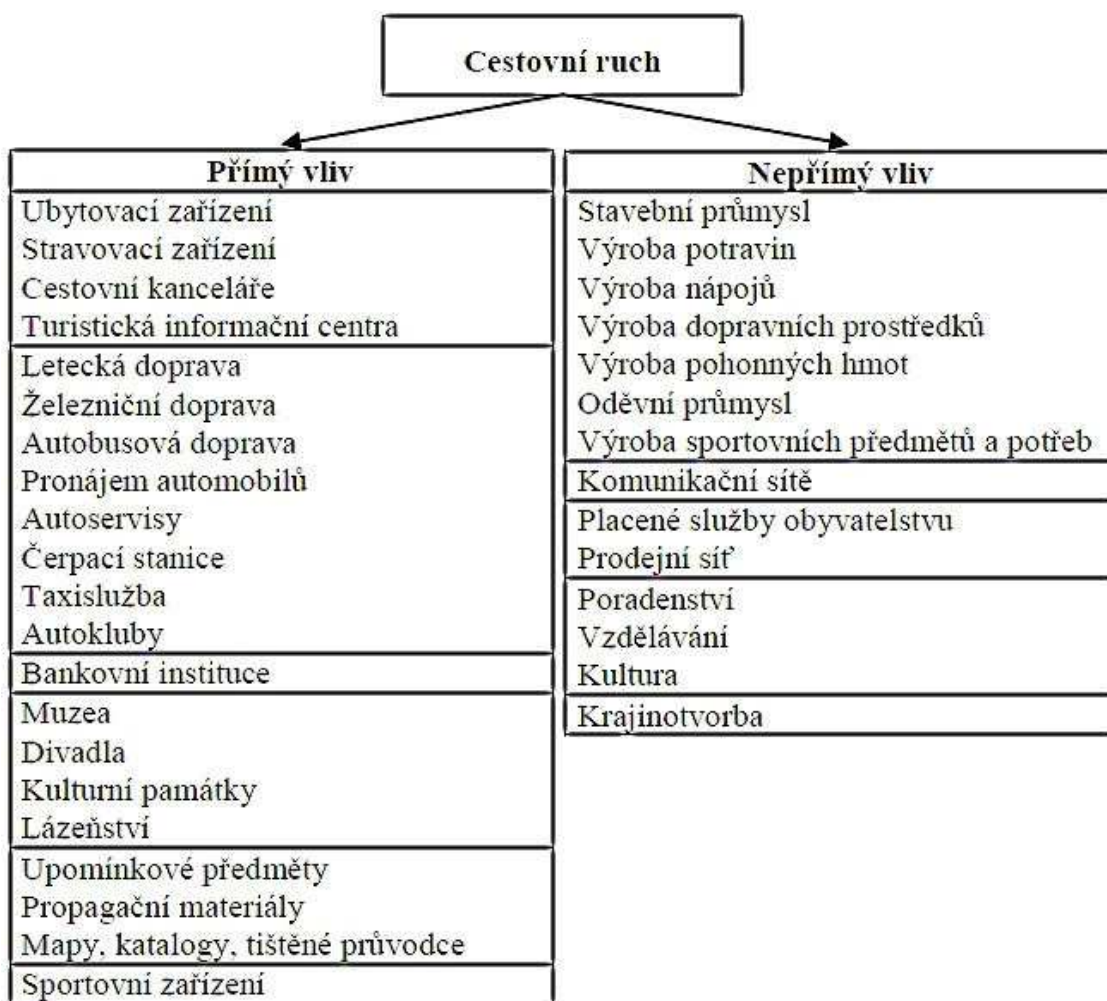 Cestovní ruch
Přímý vliv
Ubytovací zařízení
Stravovací zařízení
Cestovní kanceláře
Turistická informační centra
Letecká doprava
Železniční doprava
Autobusová doprava
Pronájem automobilů
Autoservisy
Čerpací stanice
Taxislužba
Autokluby
Bankovní instituce
Muzea
Divadla
Kulturní památky
Lázeňství
Upomínkové předměty
Propagační materiály
Mapy, katalogy, tištěné průvodce
Sportovní zařízení
Nepřímý vliv
Stavební průmysl
Výroba potravin
Výroba nápojů
Výroba dopravních prostředků
Výroba pohonných hmot
Oděvní průmysl
Výroba sportovních předmětů a potřeb
Komunikační sítě
Placené služby obyvatelstvu
Prodejní síť
Poradenství
Vzdělávání
Kultura
Krajinotvorba